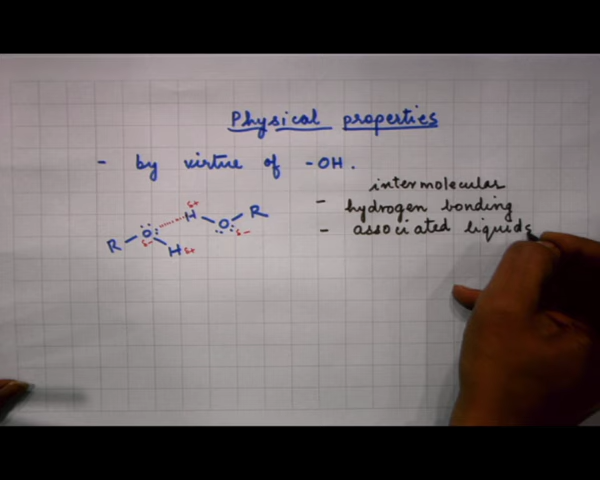 Physical properties
- by virtue of -OH.
intermolecular
- hydrogen bonding
- associated liquids
δ+
H
O
R
δ-
R
O
δ-
H
δ+